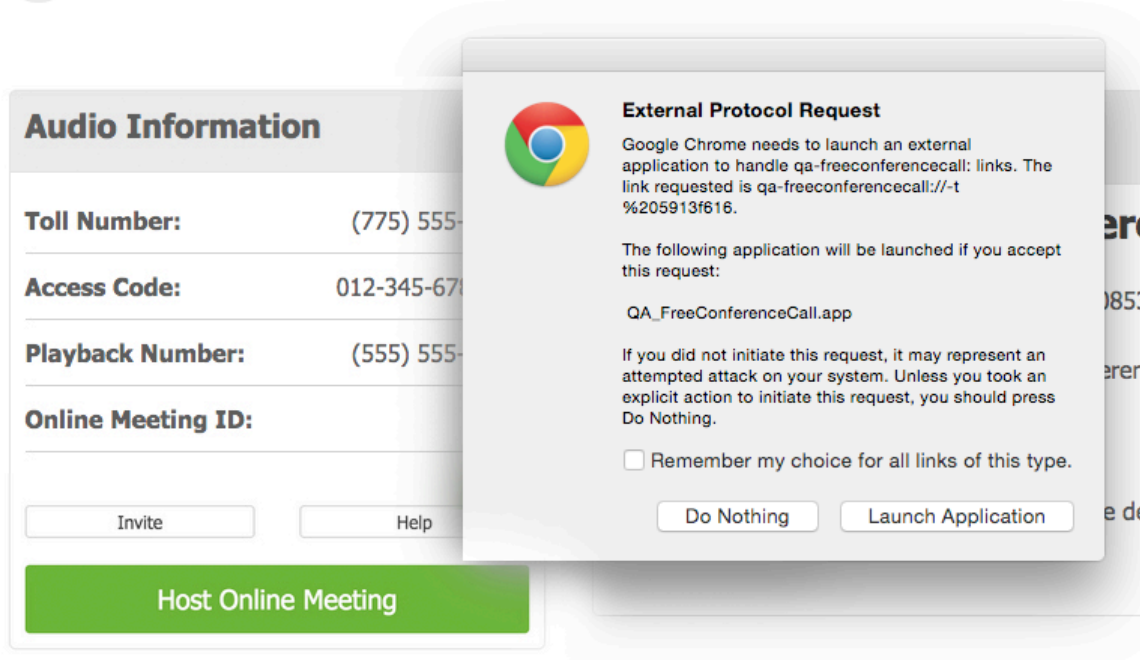 Audio Information
Toll Number: (775) 555-
Access Code: 012-345-678
Playback Number: (555) 555-
Online Meeting ID:
Invite
Help
Host Online Meeting
External Protocol Request
Google Chrome needs to launch an external
application to handle qa-freeconferencecall: links. The
link requested is qa-freeconferencecall://-t
%205913f616.
The following application will be launched if you accept
this request:
QA_FreeConferenceCall.app
If you did not initiate this request, it may represent an
attempted attack on your system. Unless you took an
explicit action to initiate this request, you should press
Do Nothing.
Remember my choice for all links of this type.
Do Nothing
Launch Application